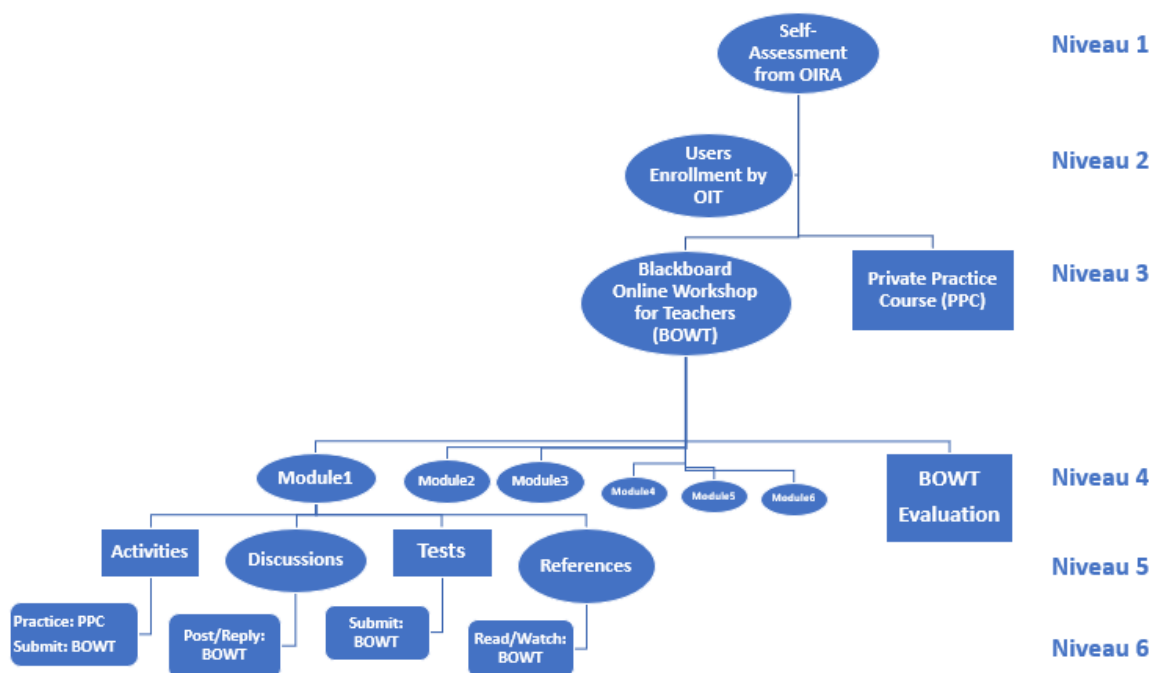 Self-
Assessment
from OIRA
Niveau 1
Users
Enrollment by
OIT
Niveau 2
Blackboard
Online Workshop
for Teachers
(BOWT)
Private Practice
Course (PPC)
Niveau 3
Module1
Module2
Module3
Module4
Module5
Module6
BOWT
Evaluation
Niveau 4
Activities
Discussions
Tests
References
Niveau 5
Practice: PPC
Submit: BOWT
Post/Reply:
BOWT
Submit:
BOWT
Read/Watch:
BOWT
Niveau 6